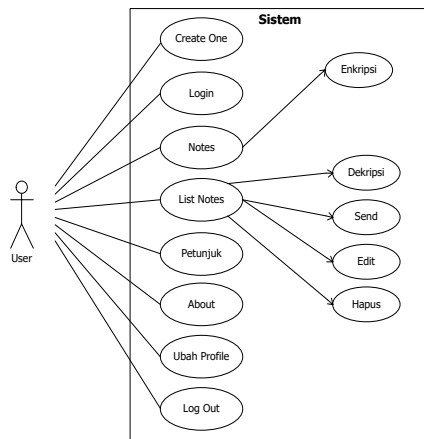 Sistem
Create One
Login
Notes
List Notes
Petunjuk
About
Ubah Profile
Log Out
Enkripsi
Dekripsi
Send
Edit
Hapus
User